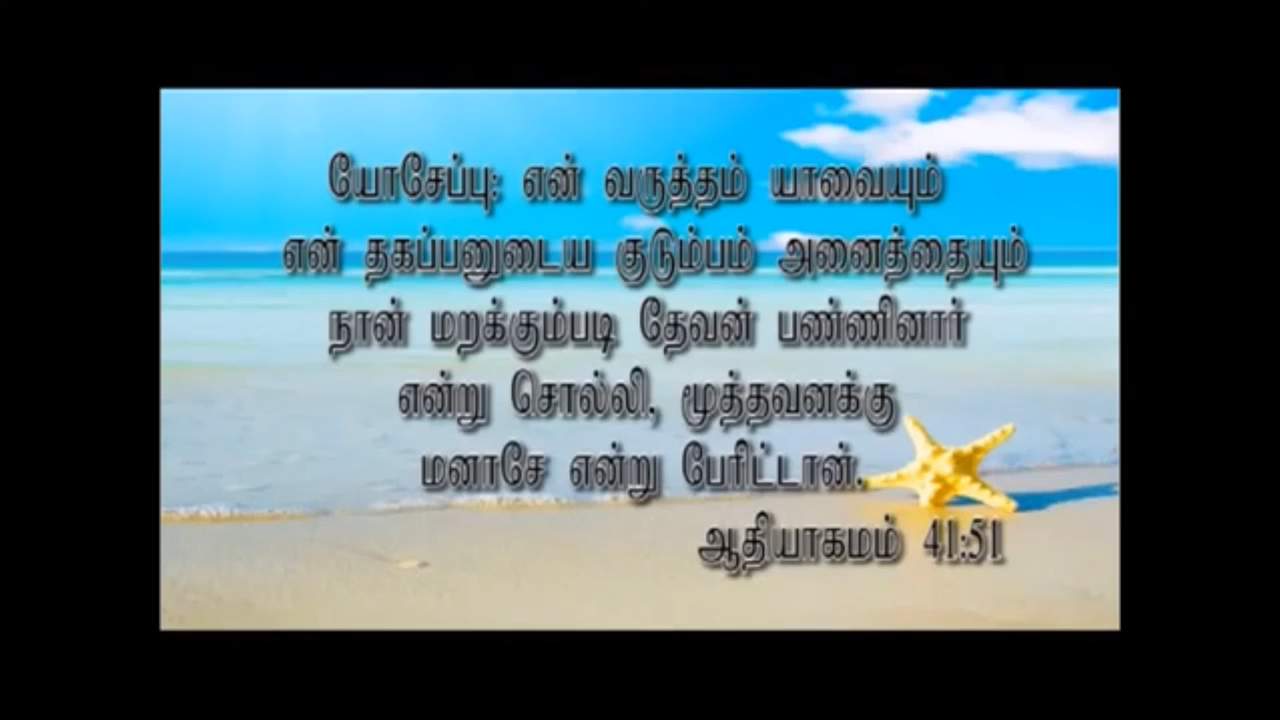 யோசேப்பு: என் வருத்தம் யாவையும்
என் தகப்பனுடைய குடும்பம் அனைத்தையும்
நான் மறக்கும்படி தேவன் பண்ணினார்
என்று சொல்லி, மூத்தவனக்கு
மனாசே என்று பேரிட்டான்.
ஆதியாகமம் 41:51